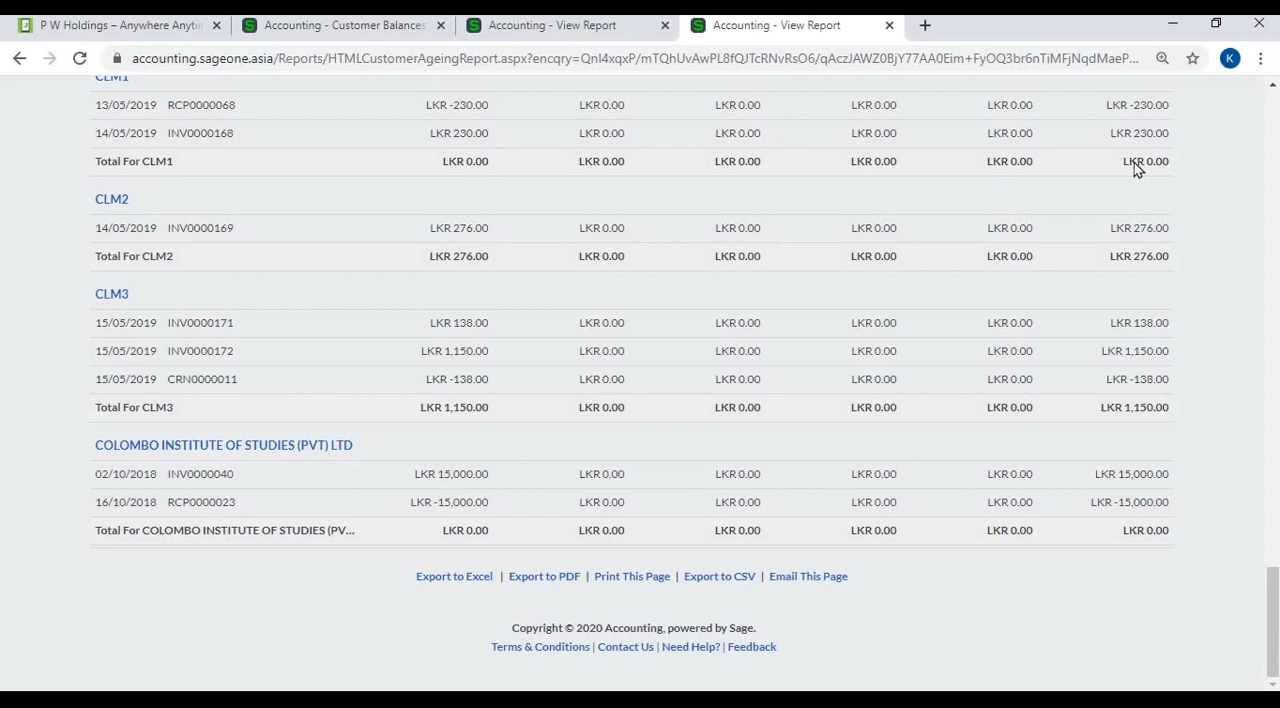 P W Holdings – Anywhere Anytin
Accounting - Customer Balances
Accounting - View Report
Accounting - View Report
accounting.sageone.asia/Reports/HTMLCustomerAgeingReport.aspx?
K
CLM1
13/05/2019 RCP0000068 LKR -230.00 LKR 0.00 LKR 0.00 LKR 0.00 LKR 0.00 LKR -230.00
14/05/2019 INV0000168 LKR 230.00 LKR 0.00 LKR 0.00 LKR 0.00 LKR 0.00 LKR 230.00
Total For CLM1 LKR 0.00 LKR 0.00 LKR 0.00 LKR 0.00 LKR 0.00 LKR 0.00
CLM2
14/05/2019 INV0000169 LKR 276.00 LKR 0.00 LKR 0.00 LKR 0.00 LKR 0.00 LKR 276.00
Total For CLM2 LKR 276.00 LKR 0.00 LKR 0.00 LKR 0.00 LKR 0.00 LKR 276.00
CLM3
15/05/2019 INV0000171 LKR 138.00 LKR 0.00 LKR 0.00 LKR 0.00 LKR 0.00 LKR 138.00
15/05/2019 INV0000172 LKR 1,150.00 LKR 0.00 LKR 0.00 LKR 0.00 LKR 0.00 LKR 1,150.00
15/05/2019 CRN0000011 LKR -138.00 LKR 0.00 LKR 0.00 LKR 0.00 LKR 0.00 LKR -138.00
Total For CLM3 LKR 1,150.00 LKR 0.00 LKR 0.00 LKR 0.00 LKR 0.00 LKR 1,150.00
COLOMBO INSTITUTE OF STUDIES (PVT) LTD
02/10/2018 INV0000040 LKR 15,000.00 LKR 0.00 LKR 0.00 LKR 0.00 LKR 0.00 LKR 15,000.00
16/10/2018 RCP0000023 LKR -15,000.00 LKR 0.00 LKR 0.00 LKR 0.00 LKR 0.00 LKR -15,000.00
Total For COLOMBO INSTITUTE OF STUDIES (PV... LKR 0.00 LKR 0.00 LKR 0.00 LKR 0.00 LKR 0.00 LKR 0.00
Export to Excel | Export to PDF | Print This Page | Export to CSV | Email This Page
Copyright © 2020 Accounting, powered by Sage.
Terms & Conditions | Contact Us | Need Help? | Feedback